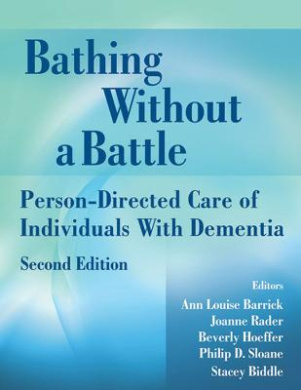 Bathing
Without
a Battle
Person-Directed Care of
Individuals With Dementia
Second Edition
Editors
Ann Louise Barrick
Joanne Rader
Beverly Hoeffer
Philip D. Sloane
Stacey Biddle